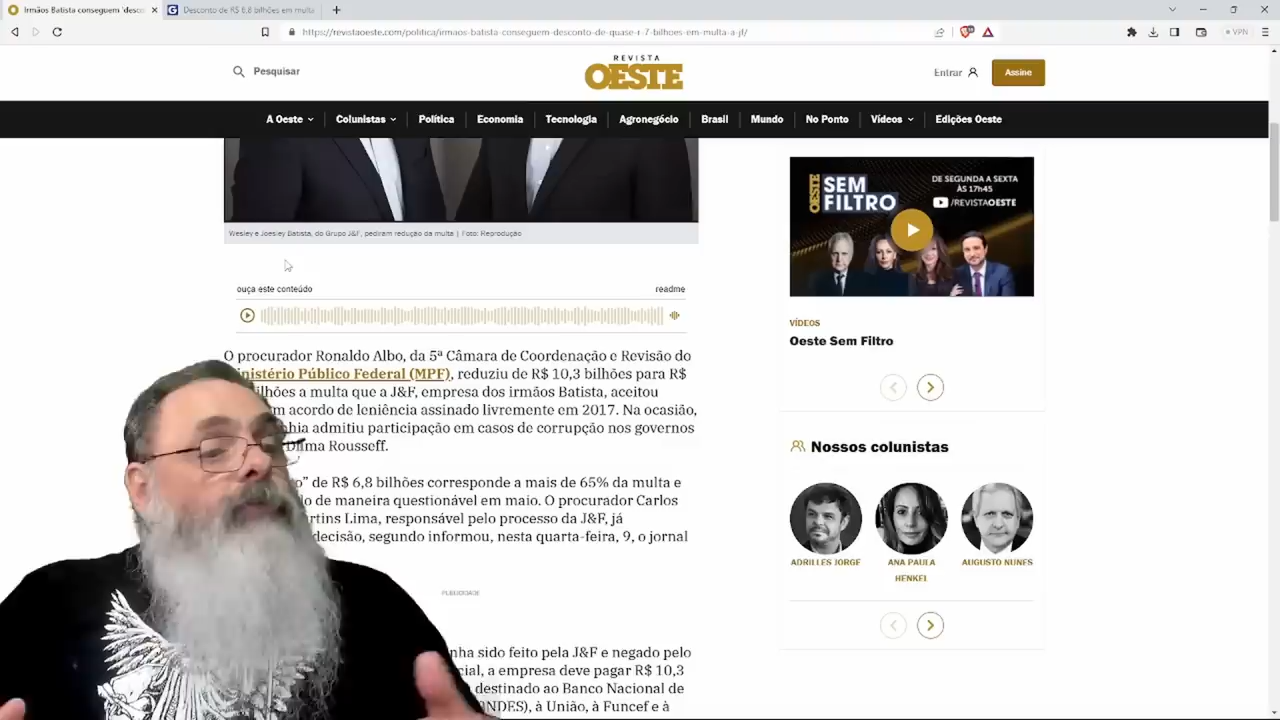 Irmãos Batista conseguem 'desco
Desconto de R$ 6,8 bilhões em multa
https://revistaoeste.com/politica/irmaos-batista-conseguem-desconto-de-quase-r-7-bilhoes-em-multa-a-jf/
VPN
Pesquisar
REVISTA
OESTE
Entrar
Assine
A Oeste
Colunistas
Política
Economia
Tecnologia
Agronegócio
Brasil
Mundo
No Ponto
Vídeos
Edições Oeste
Wesley e Joesley Batista, do Grupo J&F, pediram redução da multa | Foto: Reprodução
ouça este conteúdo
readme
O procurador Ronaldo Albo, da 5ª Câmara de Coordenação e Revisão do
nistério Público Federal (MPF), reduziu de R$ 10,3 bilhões para R$
ilhões a multa que a J&F, empresa dos irmãos Batista, aceitou
m acordo de leniência assinado livremente em 2017. Na ocasião,
hia admitiu participação em casos de corrupção nos governos
Dilma Rousseff.
o” de R$ 6,8 bilhões corresponde a mais de 65% da multa e
do de maneira questionável em maio. O procurador Carlos
rtins Lima, responsável pelo processo da J&F, já
decisão, segundo informou, nesta quarta-feira, 9, o jornal
PUBLICIDADE
nha sido feito pela J&F e negado pelo
cial, a empresa deve pagar R$ 10,3
destinado ao Banco Nacional de
NDES), à União, à Funcef e à
OESTE
SEM
FILTRO
DE SEGUNDA A SEXTA
ÀS 17h45
/REVISTAOESTE
VÍDEOS
Oeste Sem Filtro
Nossos colunistas
ADRILLES JORGE
ANA PAULA
HENKEL
AUGUSTO NUNES